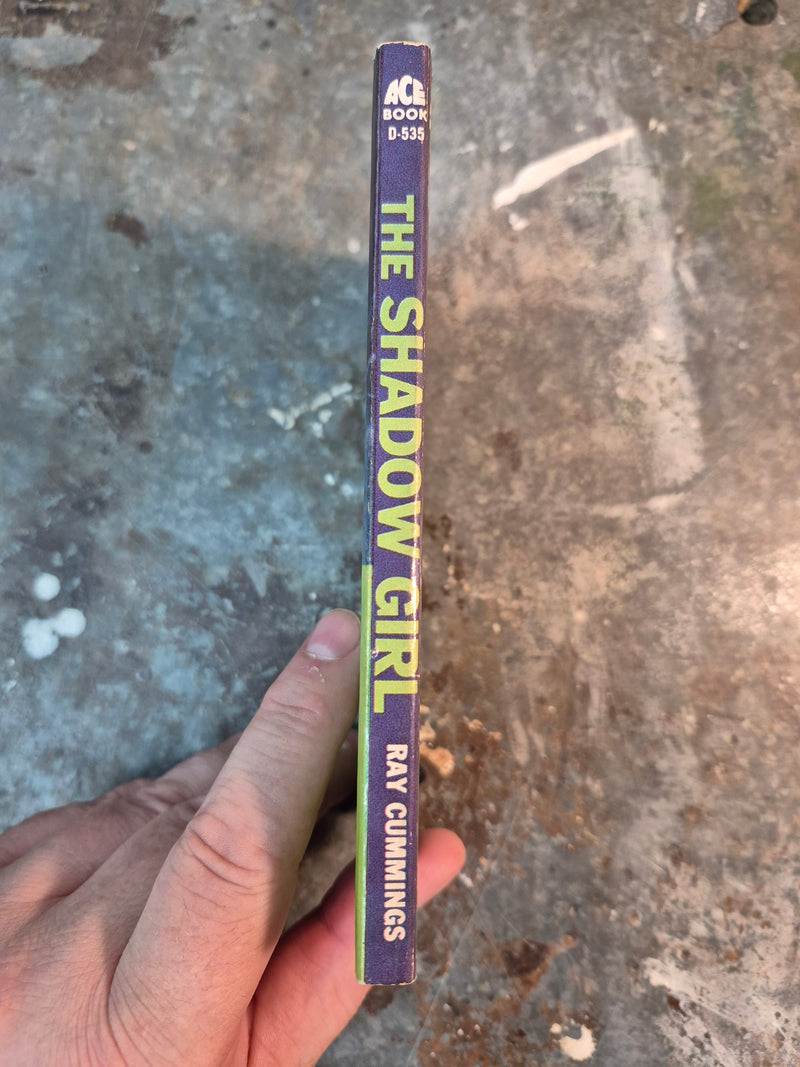 ACE
BOOK
D-535
THE SHADOW GIRL
RAY CUMMINGS